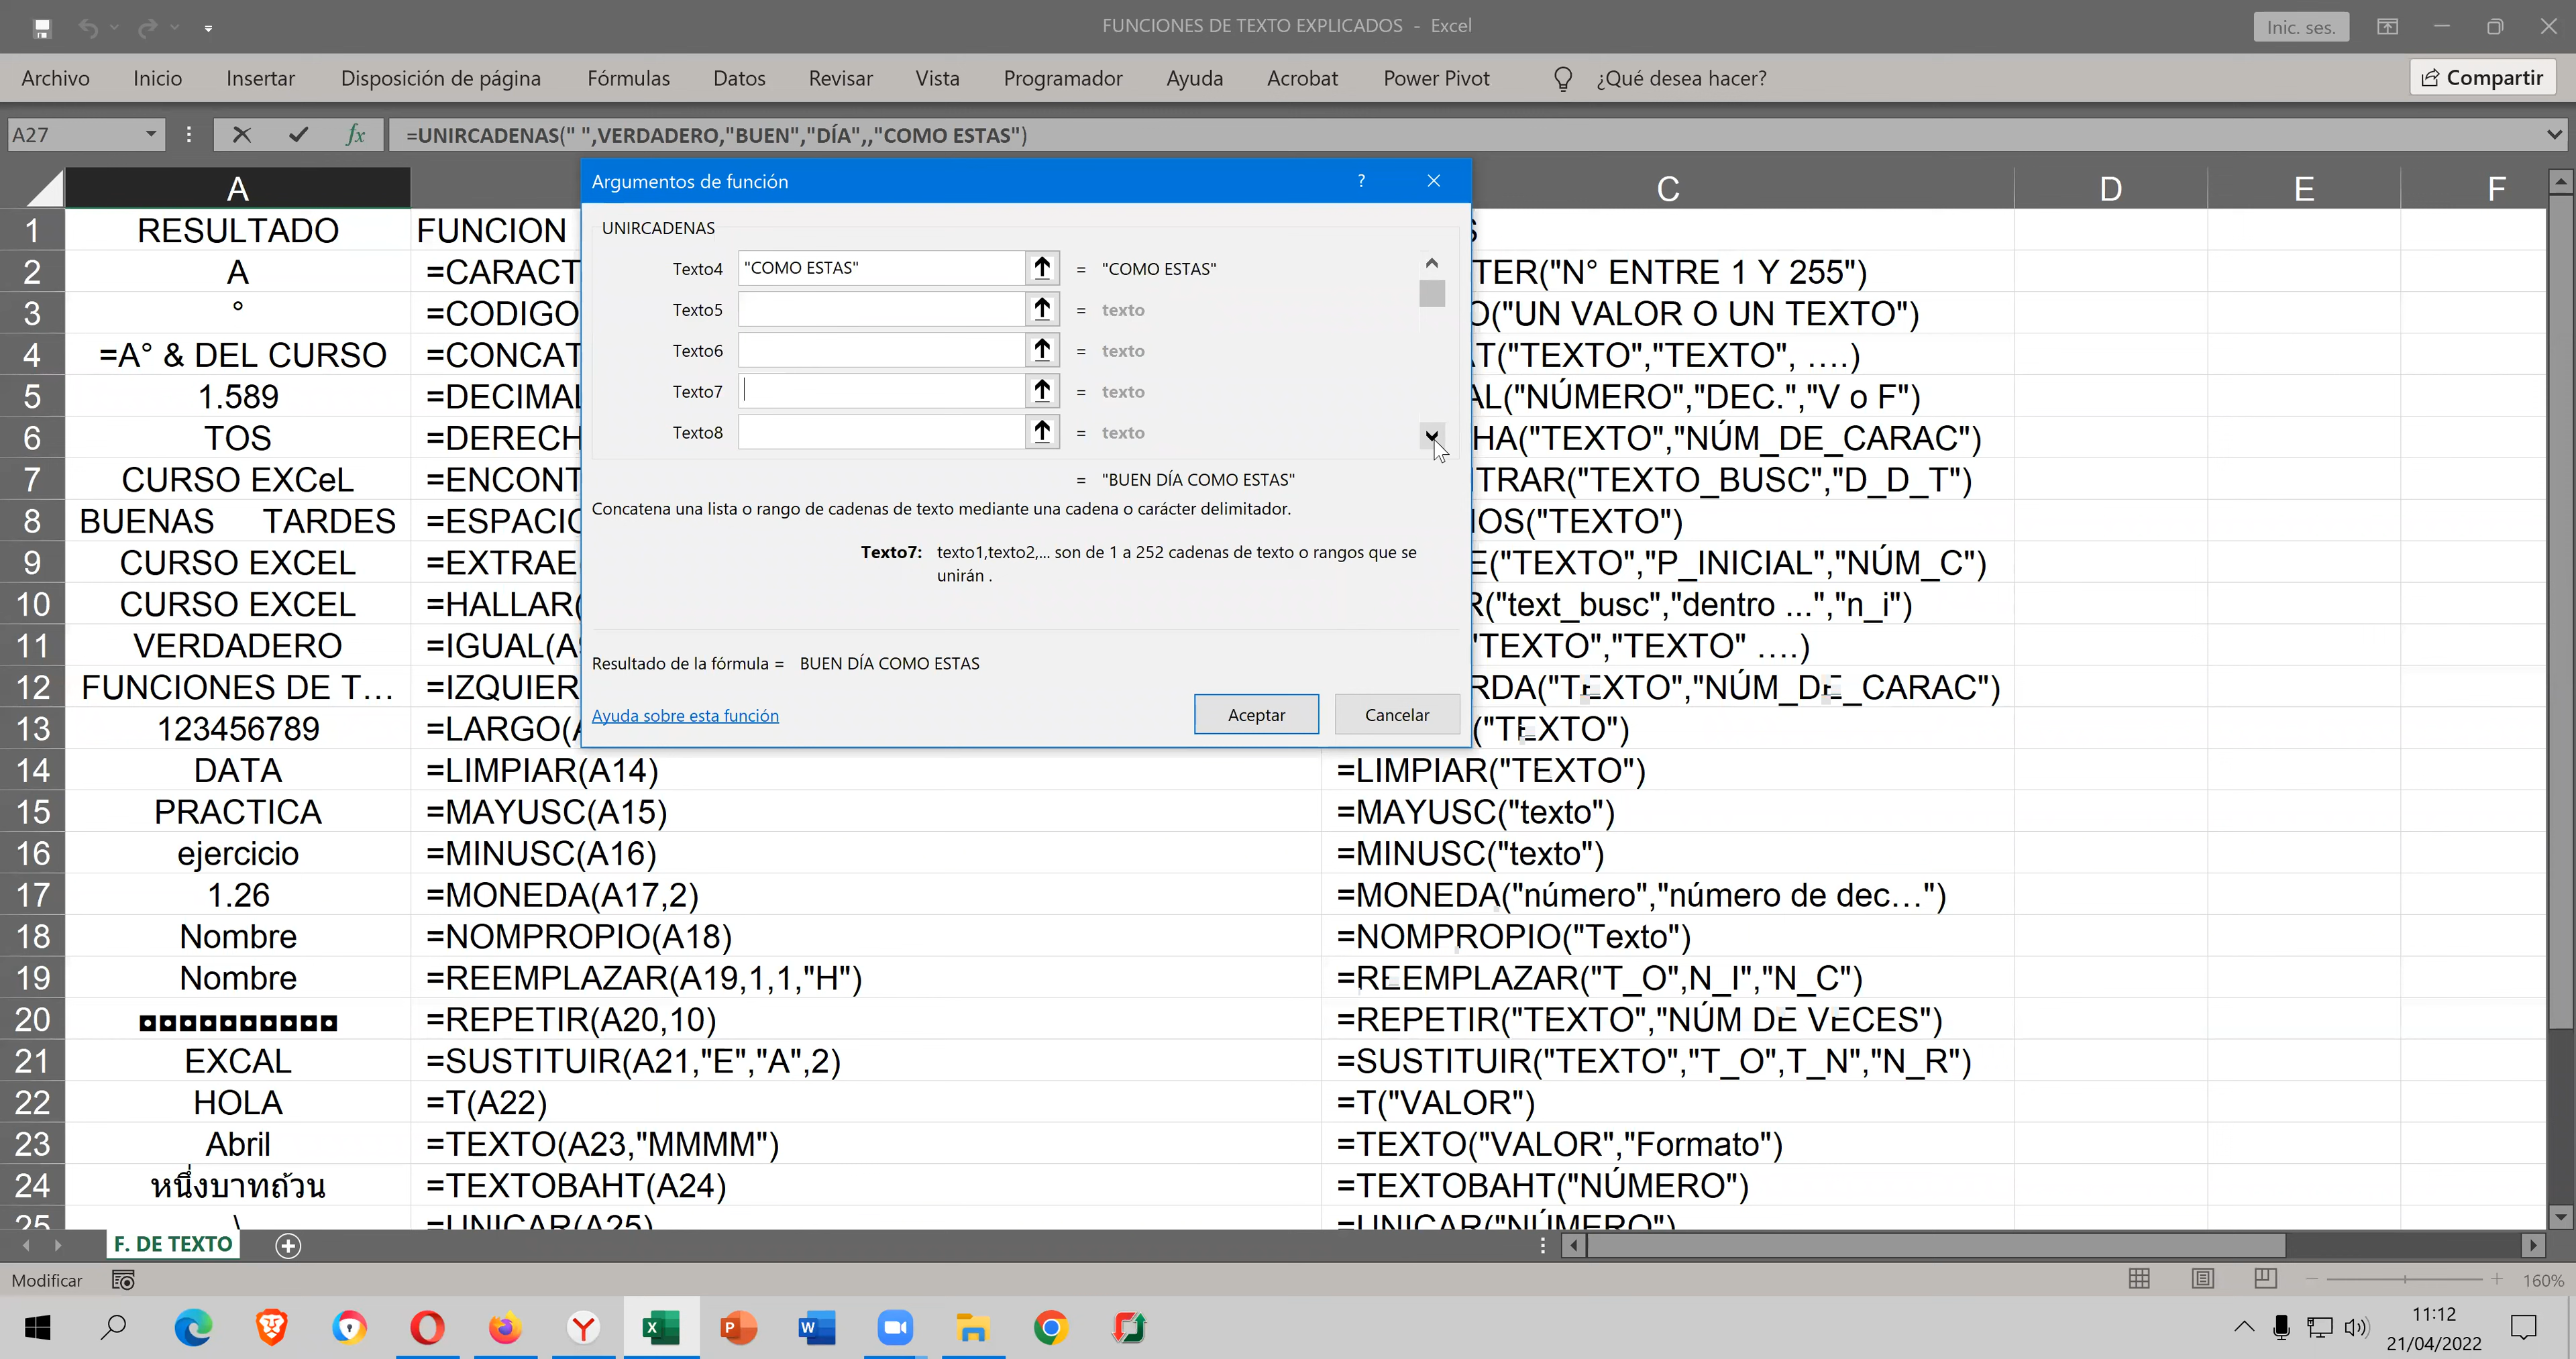 FUNCIONES DE TEXTO EXPLICADOS - Excel
Inic. ses.
Archivo Inicio Insertar Disposición de página Fórmulas Datos Revisar Vista Programador Ayuda Acrobat Power Pivot ¿Qué desea hacer? Compartir
A27 fx =UNIRCADENAS(" ",VERDADERO,"BUEN","DÍA",,"COMO ESTAS")
Argumentos de función ?
UNIRCADENAS
Texto4 "COMO ESTAS" = "COMO ESTAS"
Texto5 = texto
Texto6 = texto
Texto7 = texto
Texto8 = texto
= "BUEN DÍA COMO ESTAS"
Concatena una lista o rango de cadenas de texto mediante una cadena o carácter delimitador.
Texto7: texto1,texto2,... son de 1 a 252 cadenas de texto o rangos que se
unirán .
Resultado de la fórmula = BUEN DÍA COMO ESTAS
Ayuda sobre esta función Aceptar Cancelar
A C D E F
1 RESULTADO FUNCION S
2 A =CARACT TER("N° ENTRE 1 Y 255")
3 ° =CODIGO O("UN VALOR O UN TEXTO")
4 =A° & DEL CURSO =CONCAT AT("TEXTO","TEXTO", ....)
5 1.589 =DECIMAL AL("NÚMERO","DEC.","V o F")
6 TOS =DERECH HA("TEXTO","NÚM_DE_CARAC")
7 CURSO EXCeL =ENCONT TRAR("TEXTO_BUSC","D_D_T")
8 BUENAS TARDES =ESPACIO IOS("TEXTO")
9 CURSO EXCEL =EXTRAE E("TEXTO","P_INICIAL","NÚM_C")
10 CURSO EXCEL =HALLAR( R("text_busc","dentro ...","n_i")
11 VERDADERO =IGUAL(A9 "TEXTO","TEXTO" ....)
12 FUNCIONES DE T... =IZQUIER RDA("TEXTO","NÚM_DE_CARAC")
13 123456789 =LARGO(A ("TEXTO")
14 DATA =LIMPIAR(A14) =LIMPIAR("TEXTO")
15 PRACTICA =MAYUSC(A15) =MAYUSC("texto")
16 ejercicio =MINUSC(A16) =MINUSC("texto")
17 1.26 =MONEDA(A17,2) =MONEDA("número","número de dec...")
18 Nombre =NOMPROPIO(A18) =NOMPROPIO("Texto")
19 Nombre =REEMPLAZAR(A19,1,1,"H") =REEMPLAZAR("T_O",N_I","N_C")
20 ◘◘◘◘◘◘◘◘◘◘ =REPETIR(A20,10) =REPETIR("TEXTO","NÚM DE VECES")
21 EXCAL =SUSTITUIR(A21,"E","A",2) =SUSTITUIR("TEXTO","T_O",T_N","N_R")
22 HOLA =T(A22) =T("VALOR")
23 Abril =TEXTO(A23,"MMMM") =TEXTO("VALOR","Formato")
24 หนึ่งบาทถ้วน =TEXTOBAHT(A24) =TEXTOBAHT("NÚMERO")
25 \ =UNICAR(A25) =UNICAR("NÚMERO")
F. DE TEXTO
Modificar 160%
11:12
21/04/2022